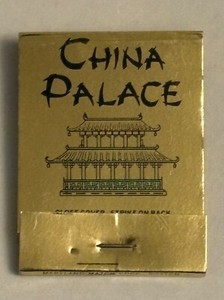 CHINA
PALACE
CLOSE COVER STRIKE ON BACK